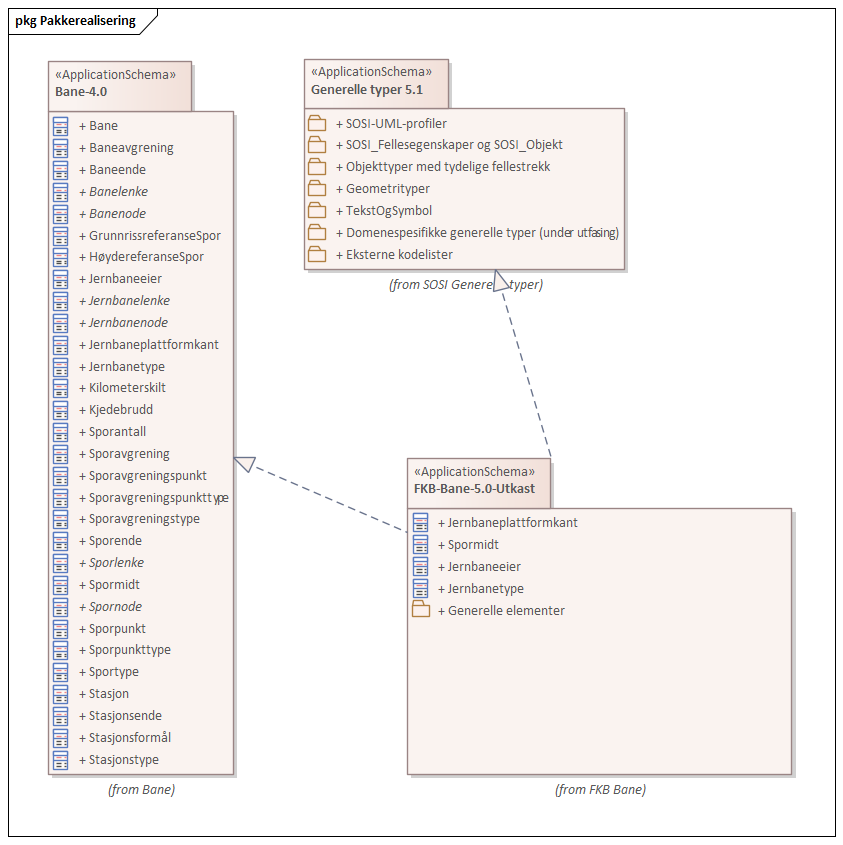 pkg Pakkerealisering
«ApplicationSchema»
Bane-4.0
+ Bane
+ Baneavgrening
+ Baneende
+ Banelenke
+ Banenode
+ GrunnrissreferanseSpor
+ HøydereferanseSpor
+ Jernbaneeier
+ Jernbanelenke
+ Jernbanenode
+ Jernbaneplattformkant
+ Jernbanetype
+ Kilometerskilt
+ Kjedebrudd
+ Sporantall
+ Sporavgrening
+ Sporavgreningspunkt
+ Sporavgreningspunkttype
+ Sporavgreningstype
+ Sporende
+ Sporlenke
+ Spormidt
+ Spornode
+ Sporpunkt
+ Sporpunkttype
+ Sportype
+ Stasjon
+ Stasjonsende
+ Stasjonsformål
+ Stasjonstype
(from Bane)
«ApplicationSchema»
Generelle typer 5.1
+ SOSI-UML-profiler
+ SOSI_Fellesegenskaper og SOSI_Objekt
+ Objekttyper med tydelige fellestrekk
+ Geometrityper
+ TekstOgSymbol
+ Domenespesifikke generelle typer (under utfasing)
+ Eksterne kodelister
(from SOSI Generelle typer)
«ApplicationSchema»
FKB-Bane-5.0-Utkast
+ Jernbaneplattformkant
+ Spormidt
+ Jernbaneeier
+ Jernbanetype
+ Generelle elementer
(from FKB Bane)